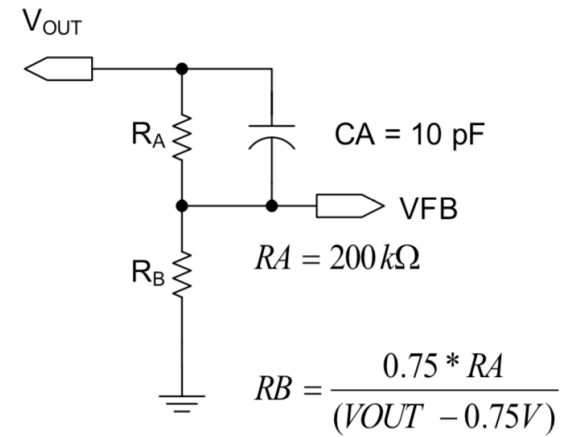 VOUT
RA
CA = 10 pF
VFB
RA = 200 kΩ
RB
RB = 0.75 * RA / (VOUT − 0.75V)